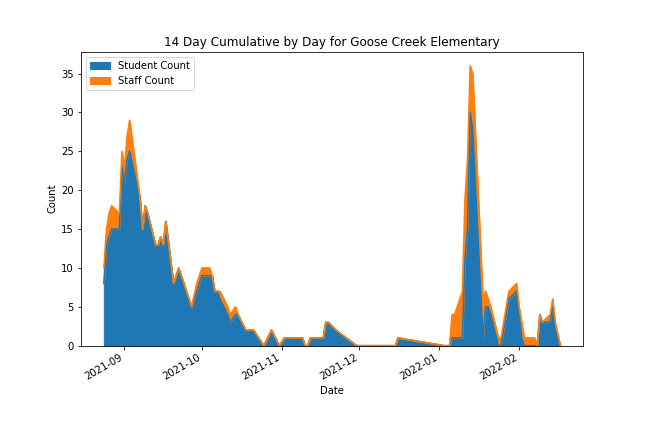 14 Day Cumulative by Day for Goose Creek Elementary
Student Count
Staff Count
35
30
25
20
15
10
5
0
Count
2021-09
2021-10
2021-11
2021-12
2022-01
2022-02
Date